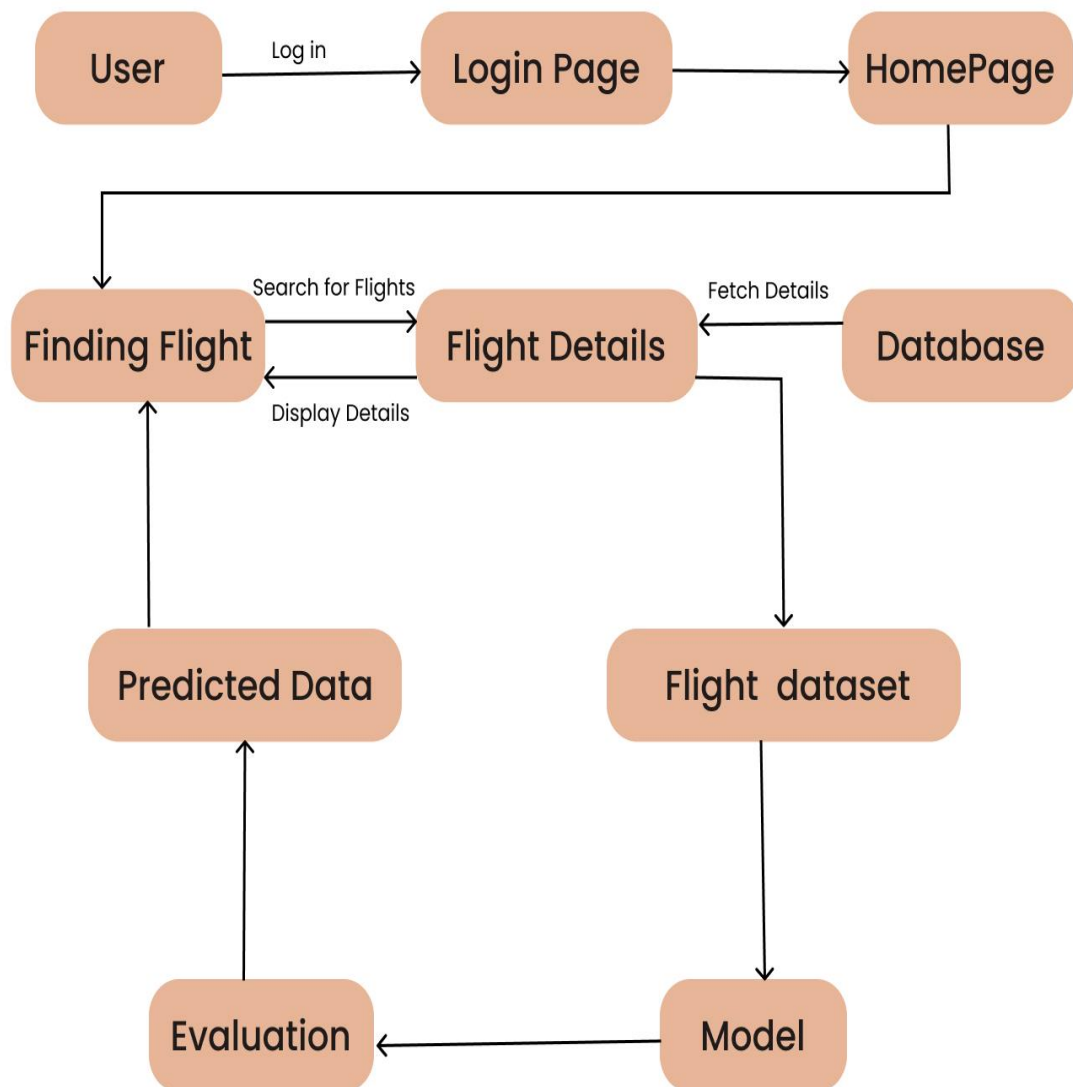 User
Log in
Login Page
HomePage
Search for Flights
Fetch Details
Finding Flight
Flight Details
Database
Display Details
Predicted Data
Flight dataset
Evaluation
Model